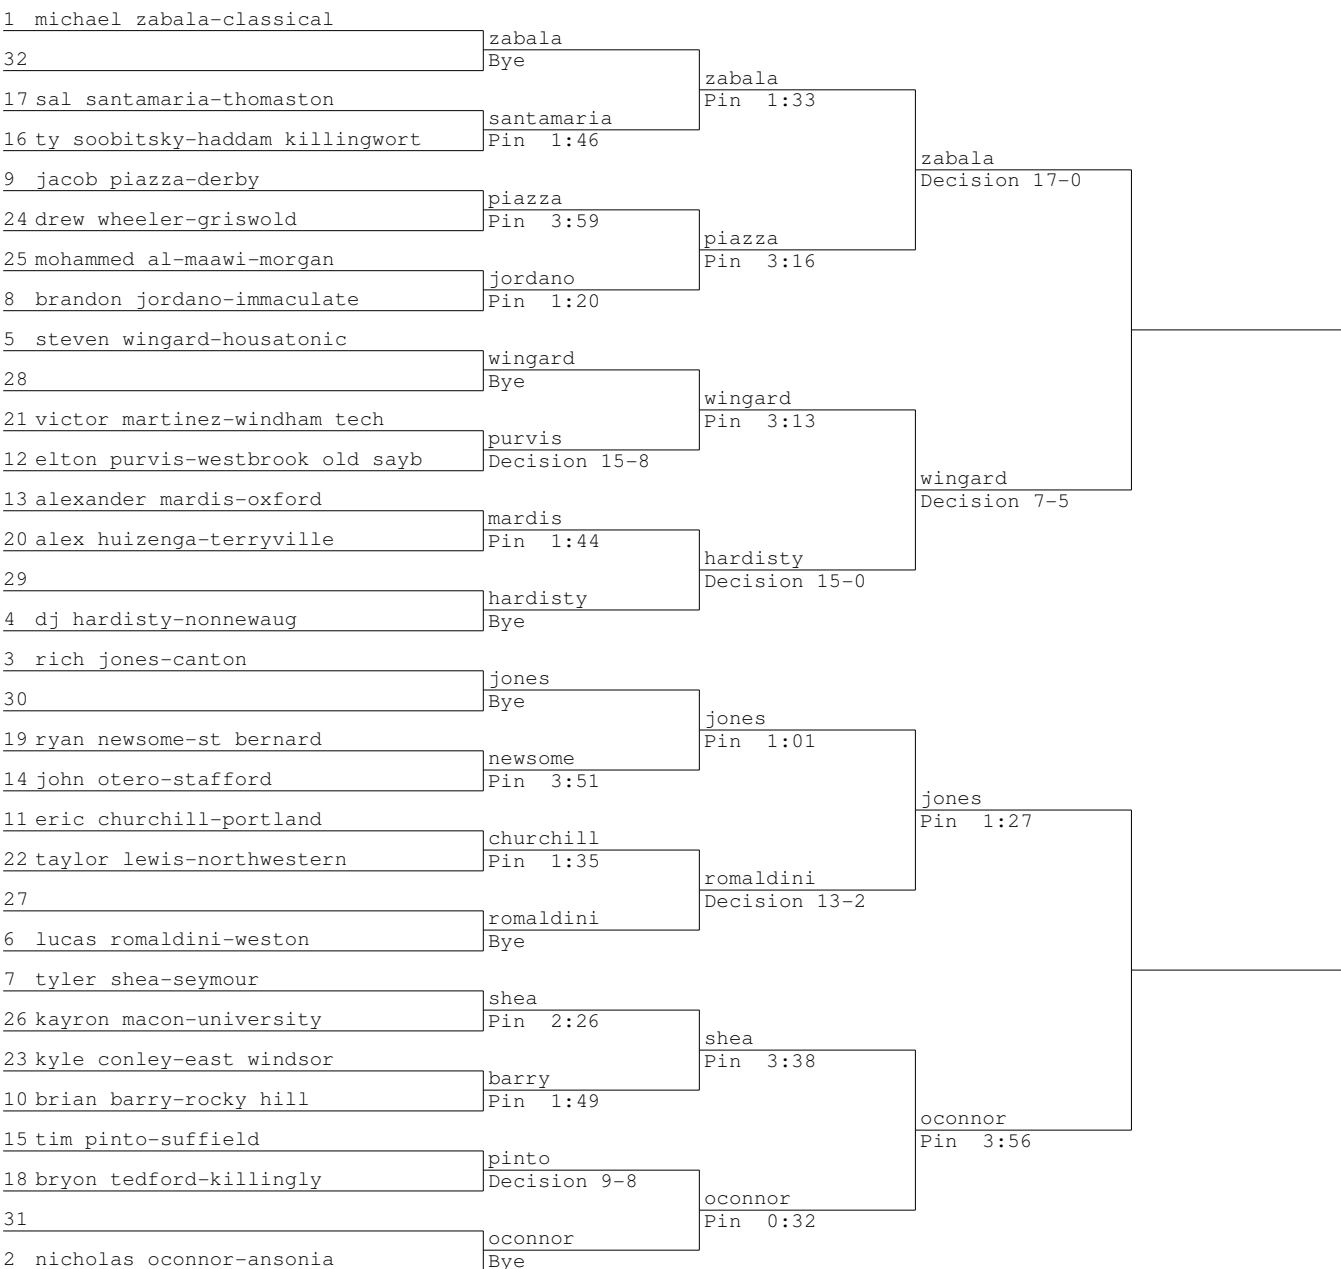 1 michael zabala-classical
zabala
32
Bye
zabala
17 sal santamaria-thomaston
Pin 1:33
santamaria
16 ty soobitsky-haddam killingwort
Pin 1:46
zabala
9 jacob piazza-derby
Decision 17-0
piazza
24 drew wheeler-griswold
Pin 3:59
piazza
25 mohammed al-maawi-morgan
Pin 3:16
jordano
8 brandon jordano-immaculate
Pin 1:20
5 steven wingard-housatonic
wingard
28
Bye
wingard
21 victor martinez-windham tech
Pin 3:13
purvis
12 elton purvis-westbrook old sayb
Decision 15-8
wingard
13 alexander mardis-oxford
Decision 7-5
mardis
20 alex huizenga-terryville
Pin 1:44
hardisty
29
Decision 15-0
hardisty
4 dj hardisty-nonnewaug
Bye
3 rich jones-canton
jones
30
Bye
jones
19 ryan newsome-st bernard
Pin 1:01
newsome
14 john otero-stafford
Pin 3:51
jones
11 eric churchill-portland
Pin 1:27
churchill
22 taylor lewis-northwestern
Pin 1:35
romaldini
27
Decision 13-2
romaldini
6 lucas romaldini-weston
Bye
7 tyler shea-seymour
shea
26 kayron macon-university
Pin 2:26
shea
23 kyle conley-east windsor
Pin 3:38
barry
10 brian barry-rocky hill
Pin 1:49
oconnor
15 tim pinto-suffield
Pin 3:56
pinto
18 bryon tedford-killingly
Decision 9-8
oconnor
31
Pin 0:32
oconnor
2 nicholas oconnor-ansonia
Bye